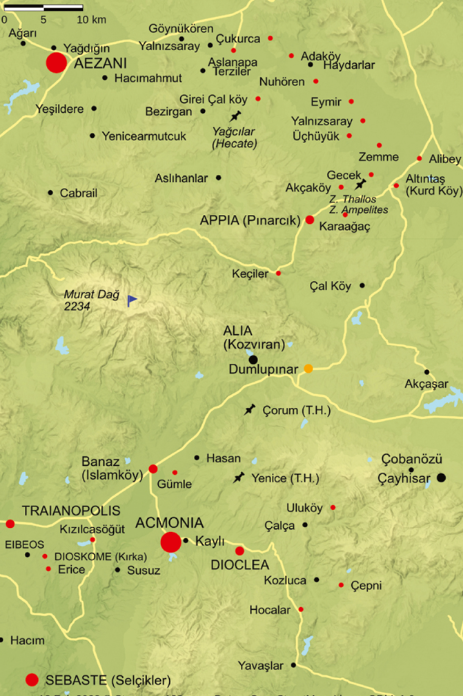 0 5 10 km
Ağarı
Göynükören
Çukurca
Yağdığın
Yalnızsaray
Adaköy
AEZANI
Aslanapa
Haydarlar
Terziler
Hacımahmut
Nuhören
Girei Çal köy
Eymir
Yeşildere
Bezirgan
Yağcılar
(Hecate)
Yalnızsaray
Yenicearmutcuk
Üçhüyük
Zemme
Alibey
Aslıhanlar
Gecek
Altıntaş
(Kurd Köy)
Akçaköy
Cabrail
Z. Thallos
Z. Ampelites
APPIA (Pınarcık)
Karaağaç
Keçiler
Çal Köy
Murat Dağ
2234
ALIA
(Kozvıran)
Dumlupınar
Akçaşar
Çorum (T.H.)
Hasan
Banaz
(Islamköy)
Gümle
Yenice (T.H.)
Çobanözü
Çayhisar
TRAIANOPOLIS
Uluköy
ACMONIA
Çalça
Kızılcasöğüt
Kaylı
EIBEOS
DIOSKOME (Kırka)
DIOCLEA
Erice
Susuz
Kozluca
Çepni
Hocalar
Hacım
Yavaşlar
SEBASTE (Selçikler)